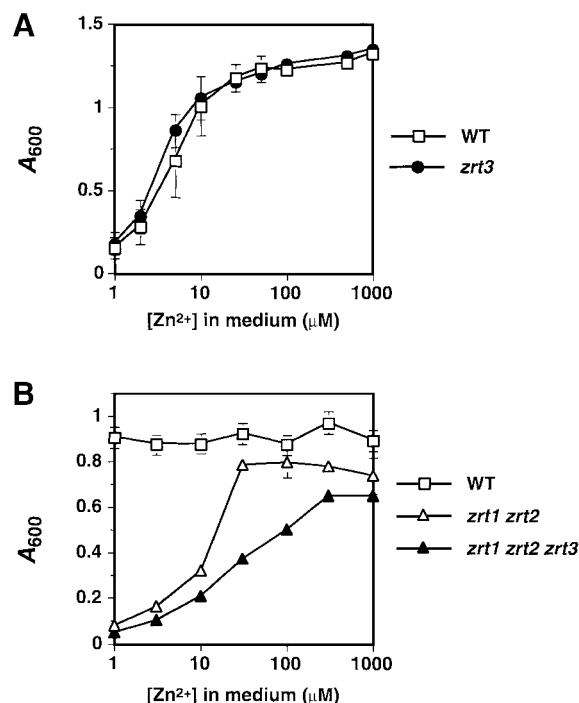 A
1.5
1
0.5
0
A600
1 10 100 1000
[Zn2+] in medium (μM)
WT
zrt3
B
1
0.8
0.6
0.4
0.2
0
A600
1 10 100 1000
[Zn2+] in medium (μM)
WT
zrt1 zrt2
zrt1 zrt2 zrt3